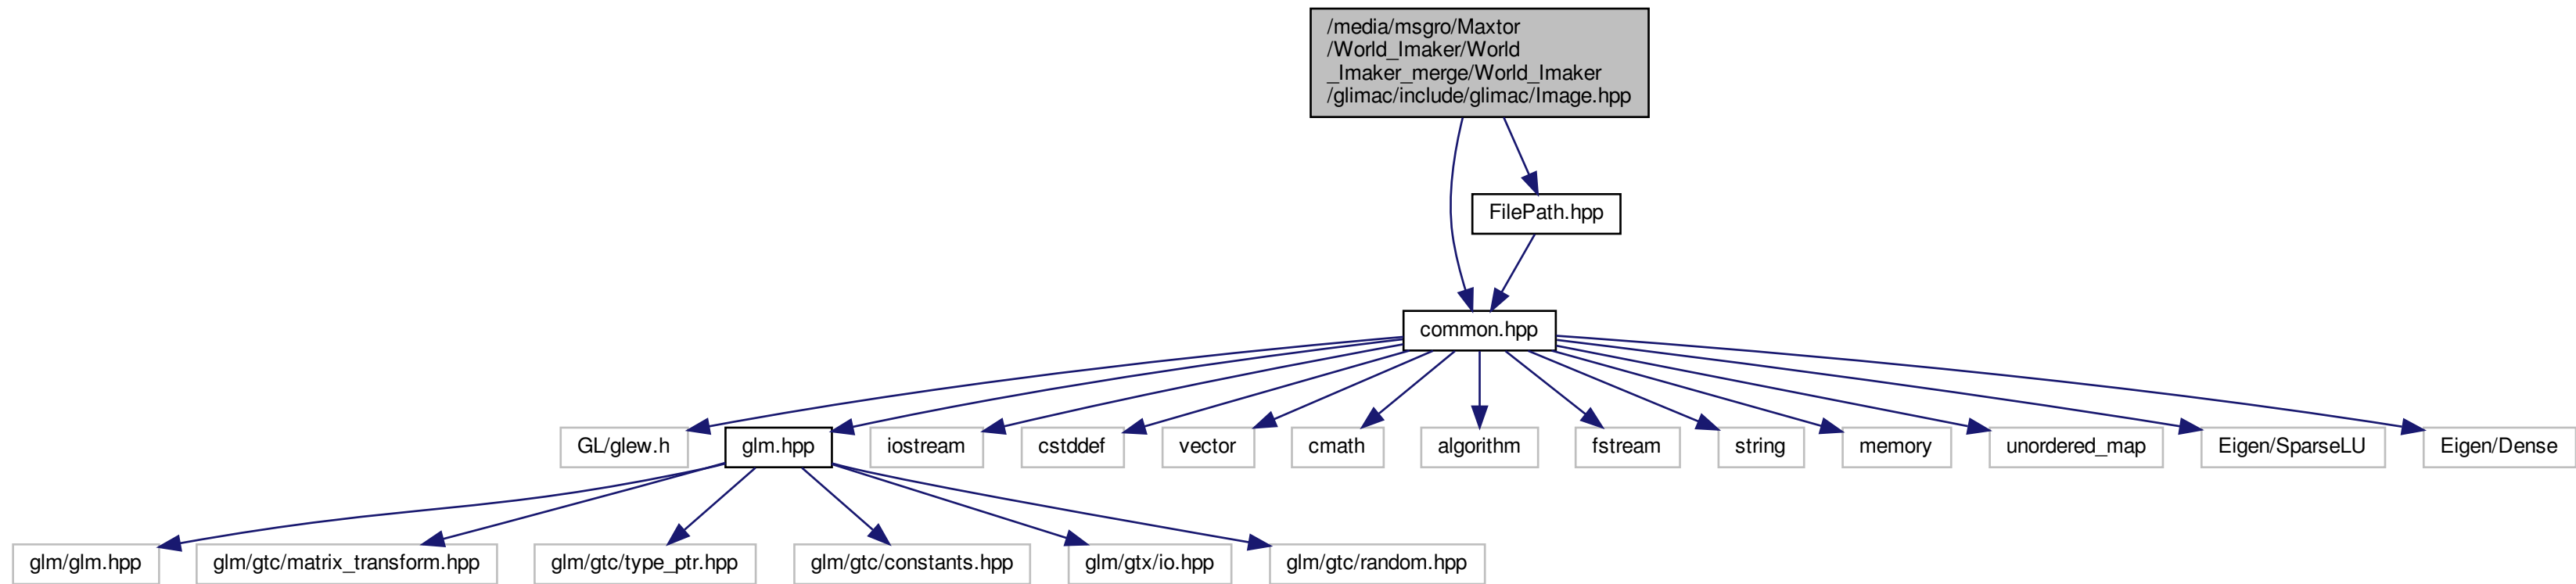 /media/msgro/Maxtor
/World_Imaker/World
_Imaker_merge/World_Imaker
/glimac/include/glimac/Image.hpp
FilePath.hpp
common.hpp
GL/glew.h
glm.hpp
iostream
cstddef
vector
cmath
algorithm
fstream
string
memory
unordered_map
Eigen/SparseLU
Eigen/Dense
glm/glm.hpp
glm/gtc/matrix_transform.hpp
glm/gtc/type_ptr.hpp
glm/gtc/constants.hpp
glm/gtx/io.hpp
glm/gtc/random.hpp